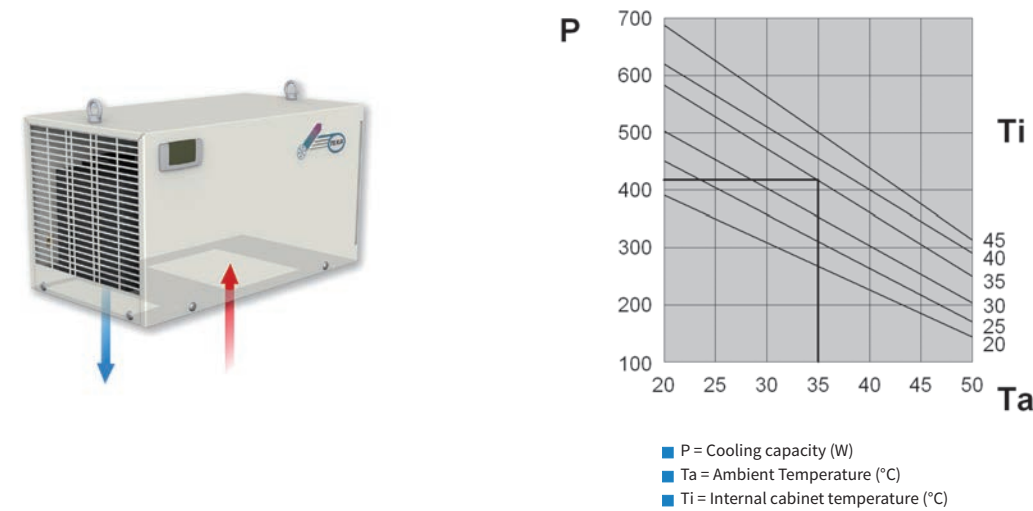 P
700
600
500
400
300
200
100
20 25 30 35 40 45 50
Ti
45
40
35
30
25
20
Ta
P = Cooling capacity (W)
Ta = Ambient Temperature (°C)
Ti = Internal cabinet temperature (°C)